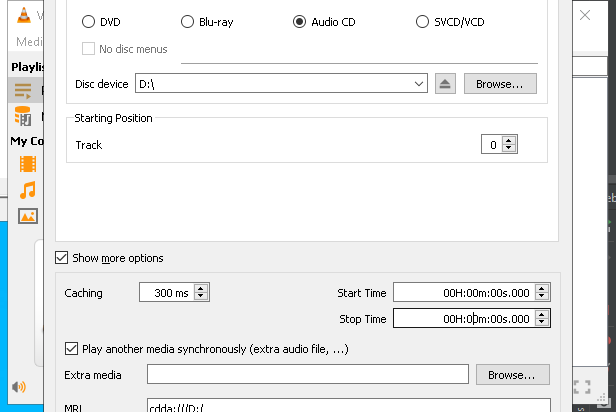 V
DVD Blu-ray Audio CD SVCD/VCD
Medi
No disc menus
Playlis
Disc device D:\ Browse...
Starting Position
My Co
Track 0
Show more options
Caching 300 ms Start Time 00H:00m:00s.000
Stop Time 00H:00m:00s.000
Play another media synchronously (extra audio file, ...)
Extra media Browse...
MRL cdda:///D:/